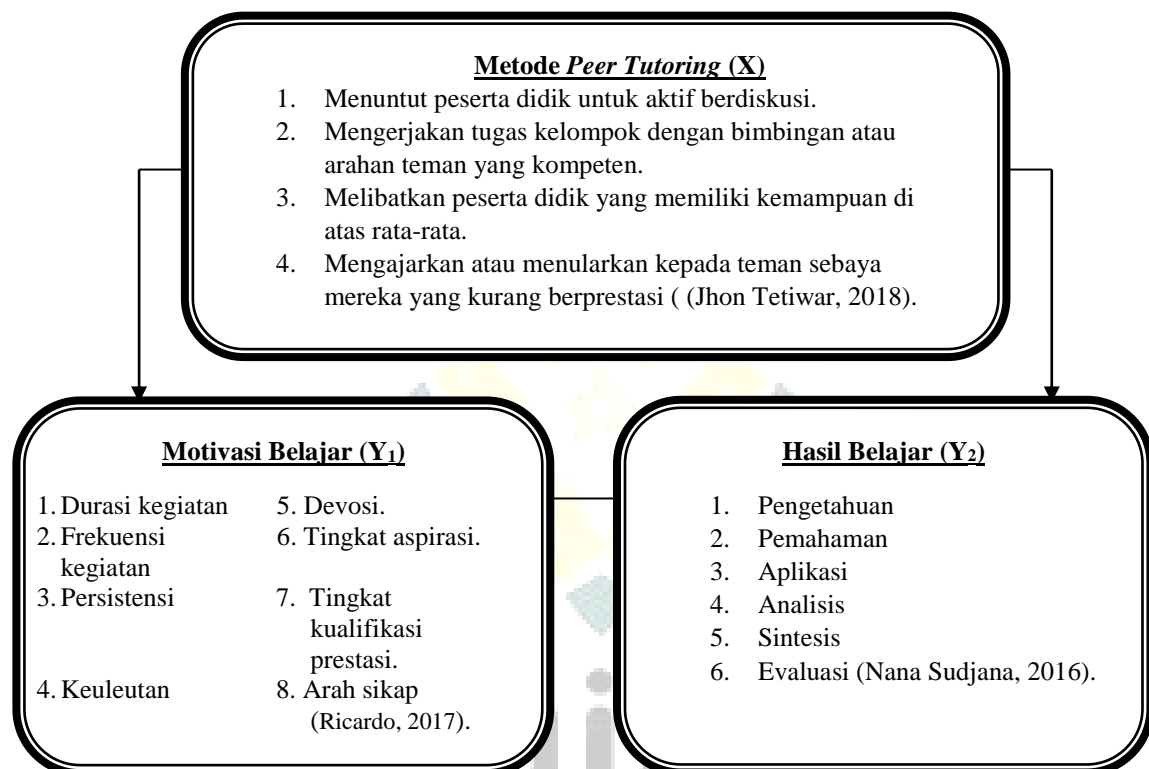 Metode Peer Tutoring (X)
1. Menuntut peserta didik untuk aktif berdiskusi.
2. Mengerjakan tugas kelompok dengan bimbingan atau
arahan teman yang kompeten.
3. Melibatkan peserta didik yang memiliki kemampuan di
atas rata-rata.
4. Mengajarkan atau menularkan kepada teman sebaya
mereka yang kurang berprestasi ( (Jhon Tetiwar, 2018).
Motivasi Belajar (Y1)
1. Durasi kegiatan
2. Frekuensi
kegiatan
3. Persistensi
4. Keuleutan
5. Devosi.
6. Tingkat aspirasi.
7. Tingkat
kualifikasi
prestasi.
8. Arah sikap
(Ricardo, 2017).
Hasil Belajar (Y2)
1. Pengetahuan
2. Pemahaman
3. Aplikasi
4. Analisis
5. Sintesis
6. Evaluasi (Nana Sudjana, 2016).